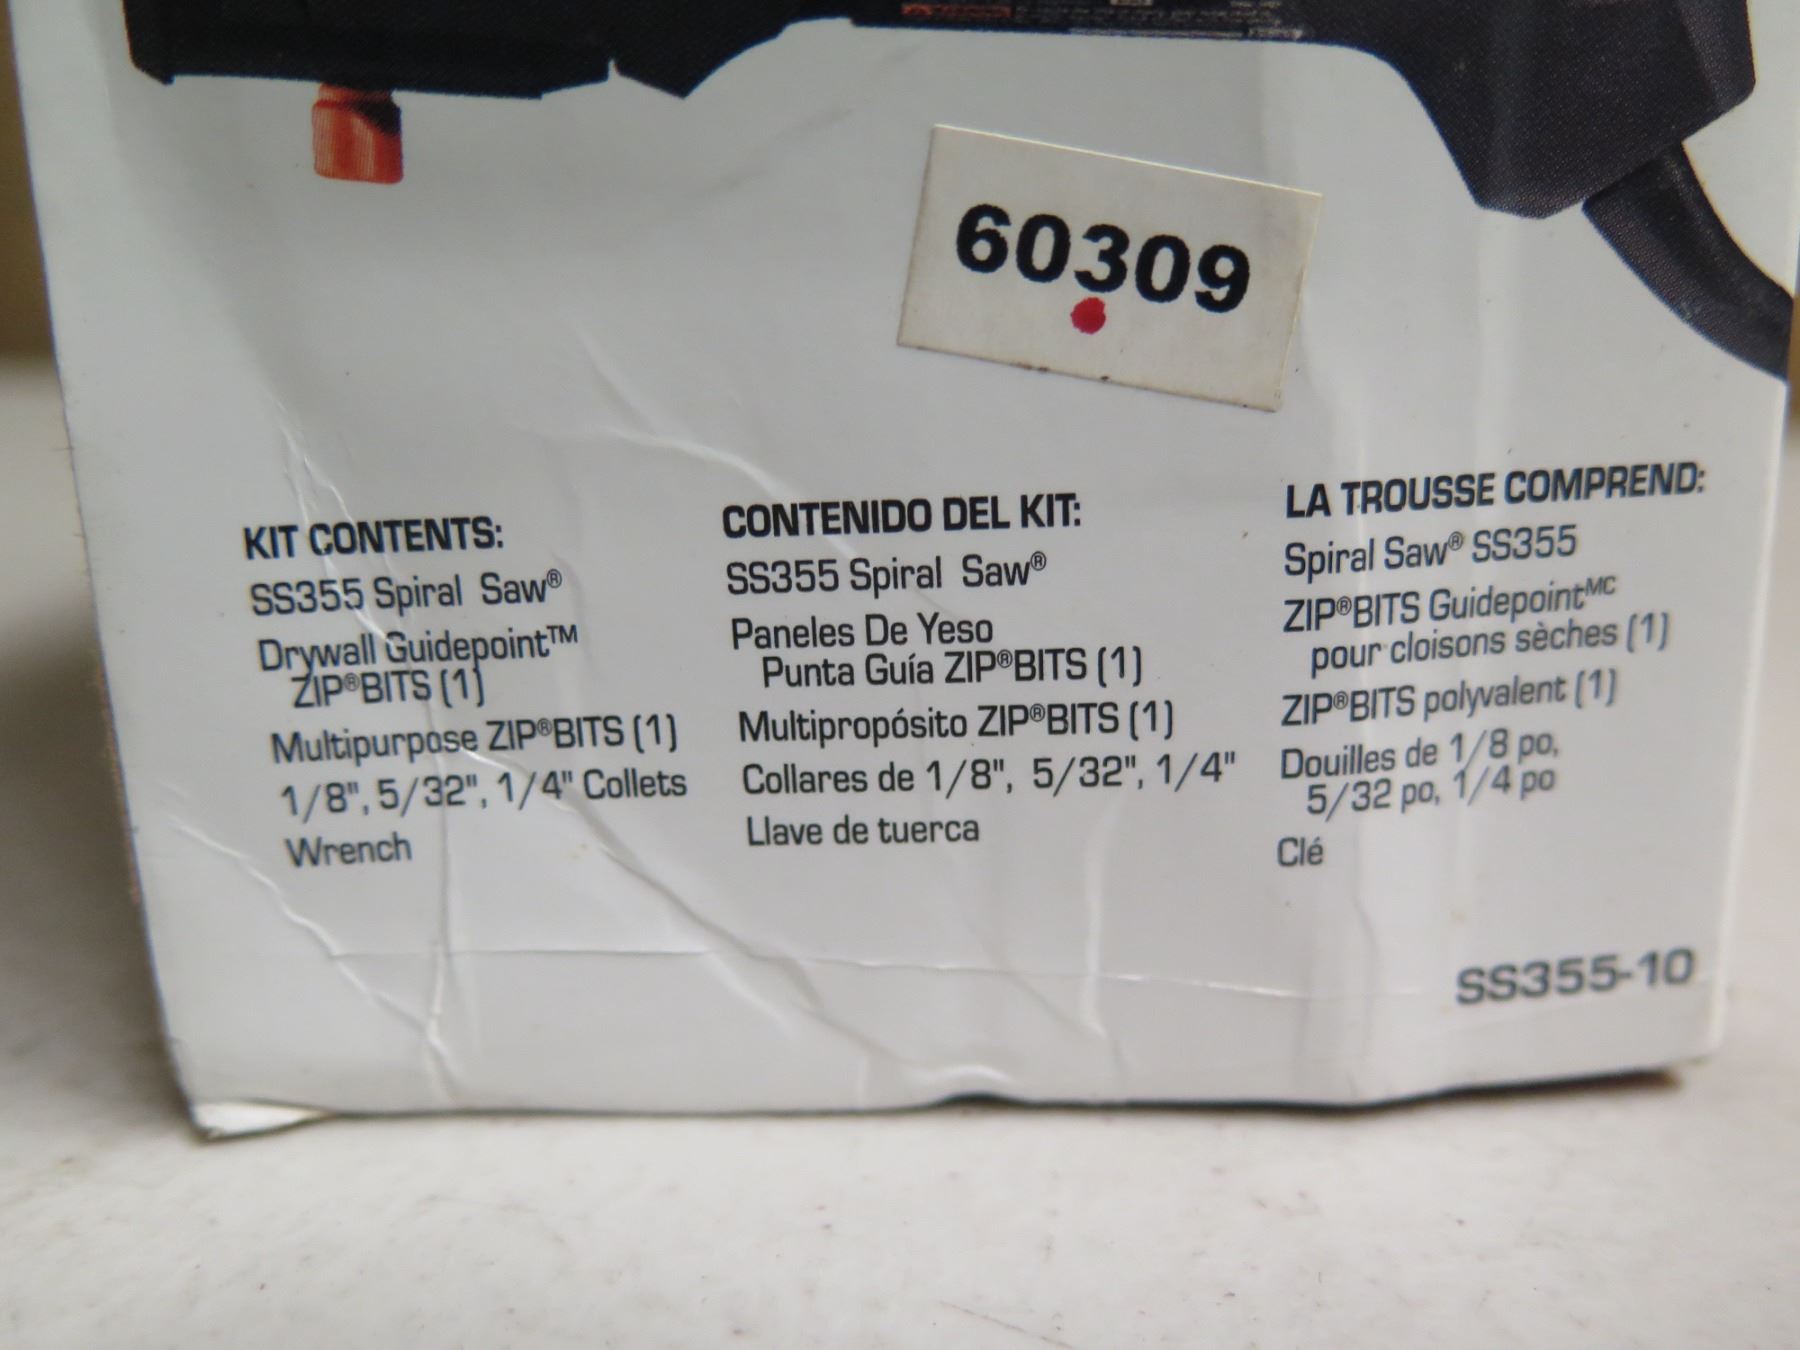 60309
KIT CONTENTS:
SS355 Spiral Saw®
Drywall Guidepoint™
ZIP®BITS (1)
Multipurpose ZIP®BITS (1)
1/8", 5/32", 1/4" Collets
Wrench
CONTENIDO DEL KIT:
SS355 Spiral Saw®
Paneles De Yeso
Punta Guía ZIP®BITS (1)
Multipropósito ZIP®BITS (1)
Collares de 1/8", 5/32", 1/4"
Llave de tuerca
LA TROUSSE COMPREND:
Spiral Saw® SS355
ZIP®BITS Guidepointᴹᶜ
pour cloisons sèches (1)
ZIP®BITS polyvalent (1)
Douilles de 1/8 po,
5/32 po, 1/4 po
Clé
SS355-10